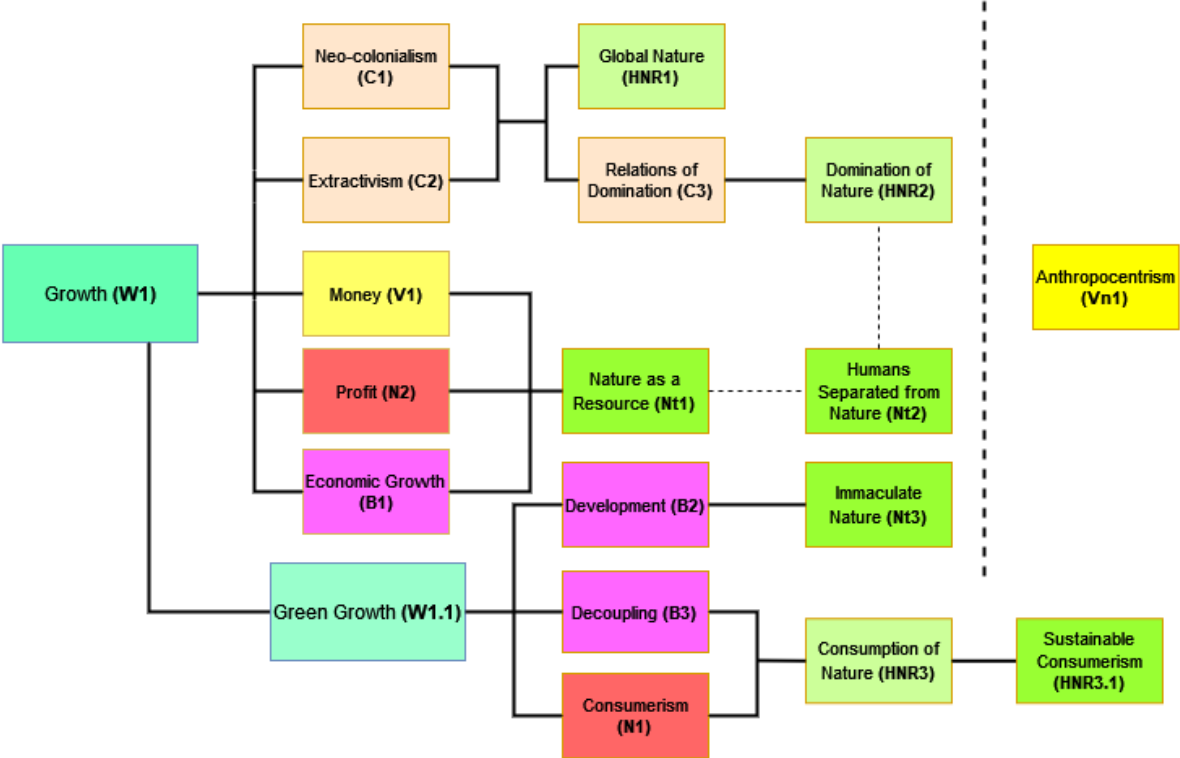 Neo-colonialism
(C1)
Global Nature
(HNR1)
Extractivism (C2)
Relations of
Domination (C3)
Domination of
Nature (HNR2)
Growth (W1)
Money (V1)
Anthropocentrism
(Vn1)
Profit (N2)
Nature as a
Resource (Nt1)
Humans
Separated from
Nature (Nt2)
Economic Growth
(B1)
Development (B2)
Immaculate
Nature (Nt3)
Green Growth (W1.1)
Decoupling (B3)
Consumption of
Nature (HNR3)
Sustainable
Consumerism
(HNR3.1)
Consumerism
(N1)